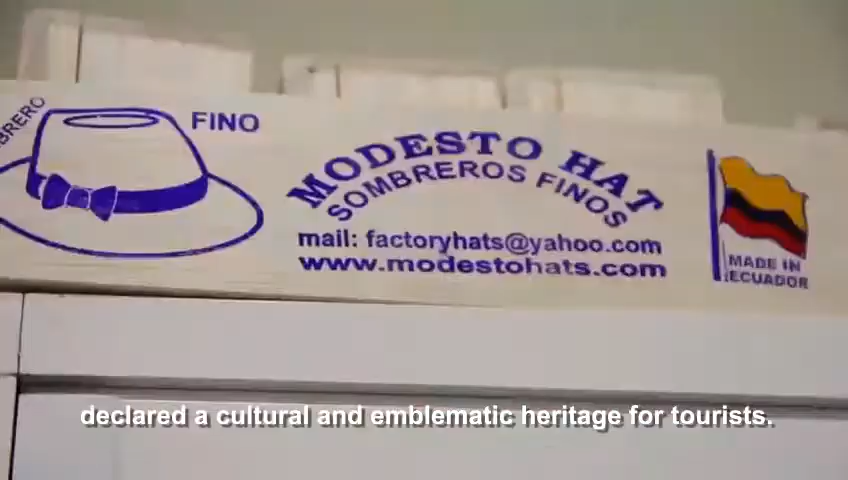 FINO
MODESTO HAT
SOMBREROS FINOS
mail: factoryhats@yahoo.com
www.modestohats.com
MADE IN
ECUADOR
declared a cultural and emblematic heritage for tourists.